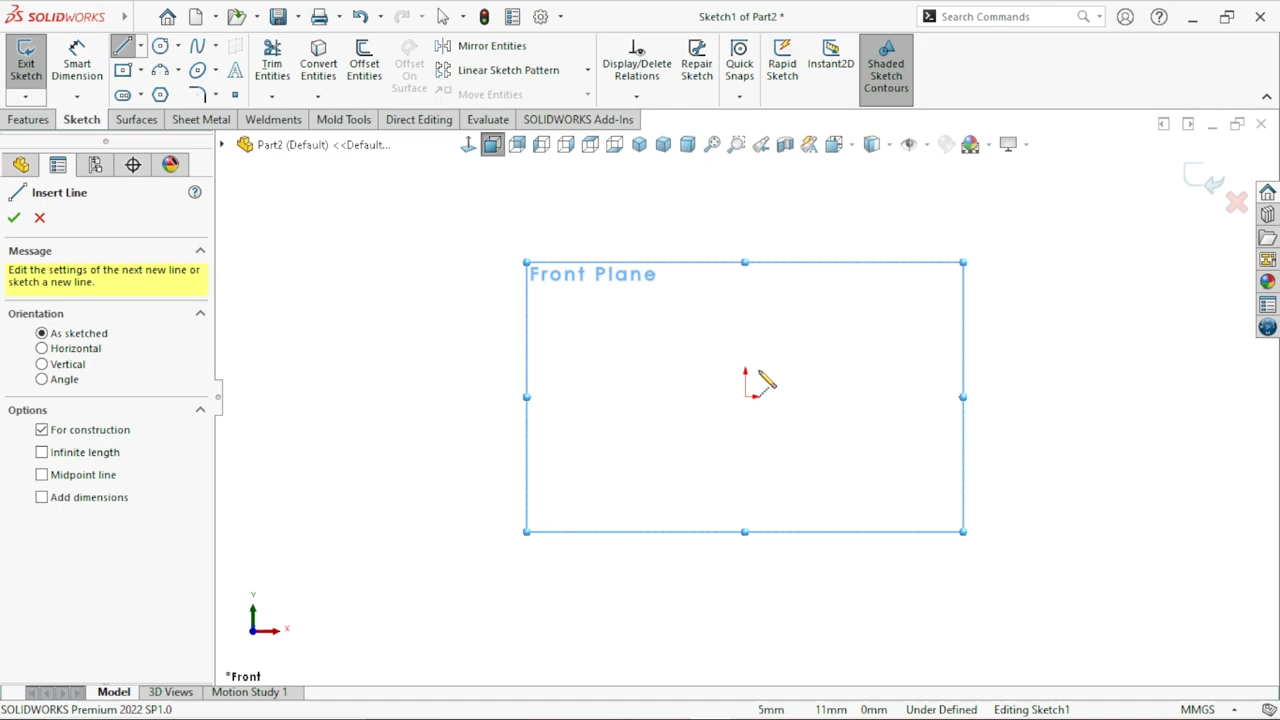 SOLIDWORKS
Sketch1 of Part2 *
Search Commands
Exit Sketch
Smart Dimension
Trim Entities
Convert Entities
Offset Entities
Offset On Surface
Mirror Entities
Linear Sketch Pattern
Move Entities
Display/Delete Relations
Repair Sketch
Quick Snaps
Rapid Sketch
Instant2D
Shaded Sketch Contours
Features
Sketch
Surfaces
Sheet Metal
Weldments
Mold Tools
Direct Editing
Evaluate
SOLIDWORKS Add-Ins
Part2 (Default) <<Default...
Insert Line
Message
Edit the settings of the next new line or
sketch a new line.
Orientation
As sketched
Horizontal
Vertical
Angle
Options
For construction
Infinite length
Midpoint line
Add dimensions
Front Plane
Y
X
*Front
Model
3D Views
Motion Study 1
SOLIDWORKS Premium 2022 SP1.0
5mm
11mm
0mm
Under Defined
Editing Sketch1
MMGS